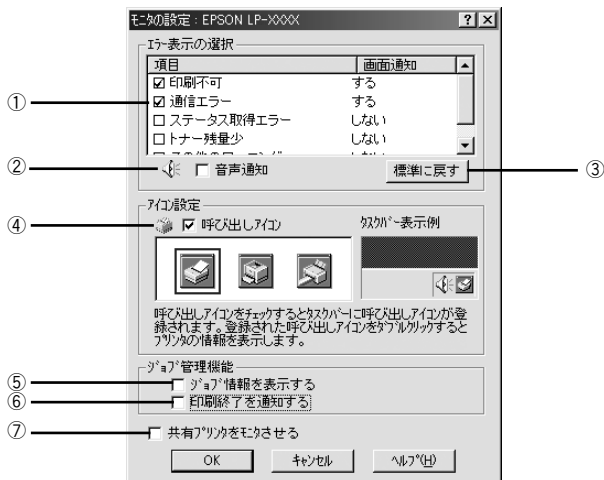 モニタの設定：EPSON LP-XXXX
エラー表示の選択
項目 画面通知
印刷不可 する
① 通信エラー する
ステータス取得エラー しない
トナー残量少 しない
② 音声通知 標準に戻す ③
アイコン設定
④ 呼び出しアイコン タスクバー表示例
呼び出しアイコンをチェックするとタスクバーに呼び出しアイコンが登
録されます。登録された呼び出しアイコンをダブルクリックすると
プリンタの情報を表示します。
ジョブ管理機能
⑤ ジョブ情報を表示する
⑥ 印刷終了を通知する
⑦ 共有プリンタをモニタさせる
OK キャンセル ヘルプ(H)